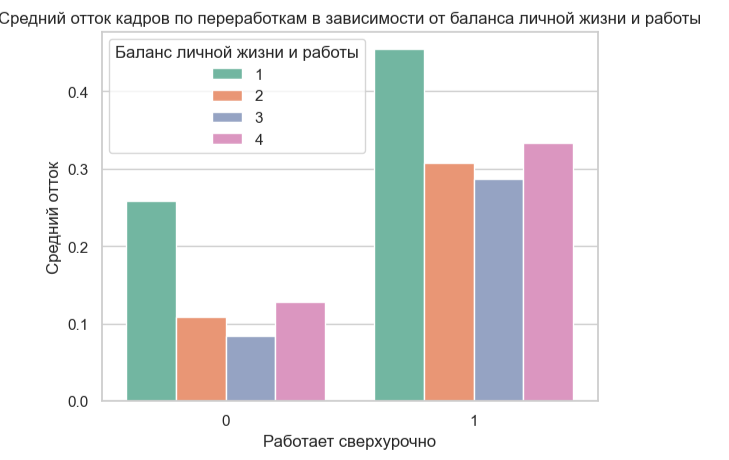 Средний отток кадров по переработкам в зависимости от баланса личной жизни и работы
Баланс личной жизни и работы
1
2
3
4
Средний отток
0.4
0.3
0.2
0.1
0.0
0
1
Работает сверхурочно